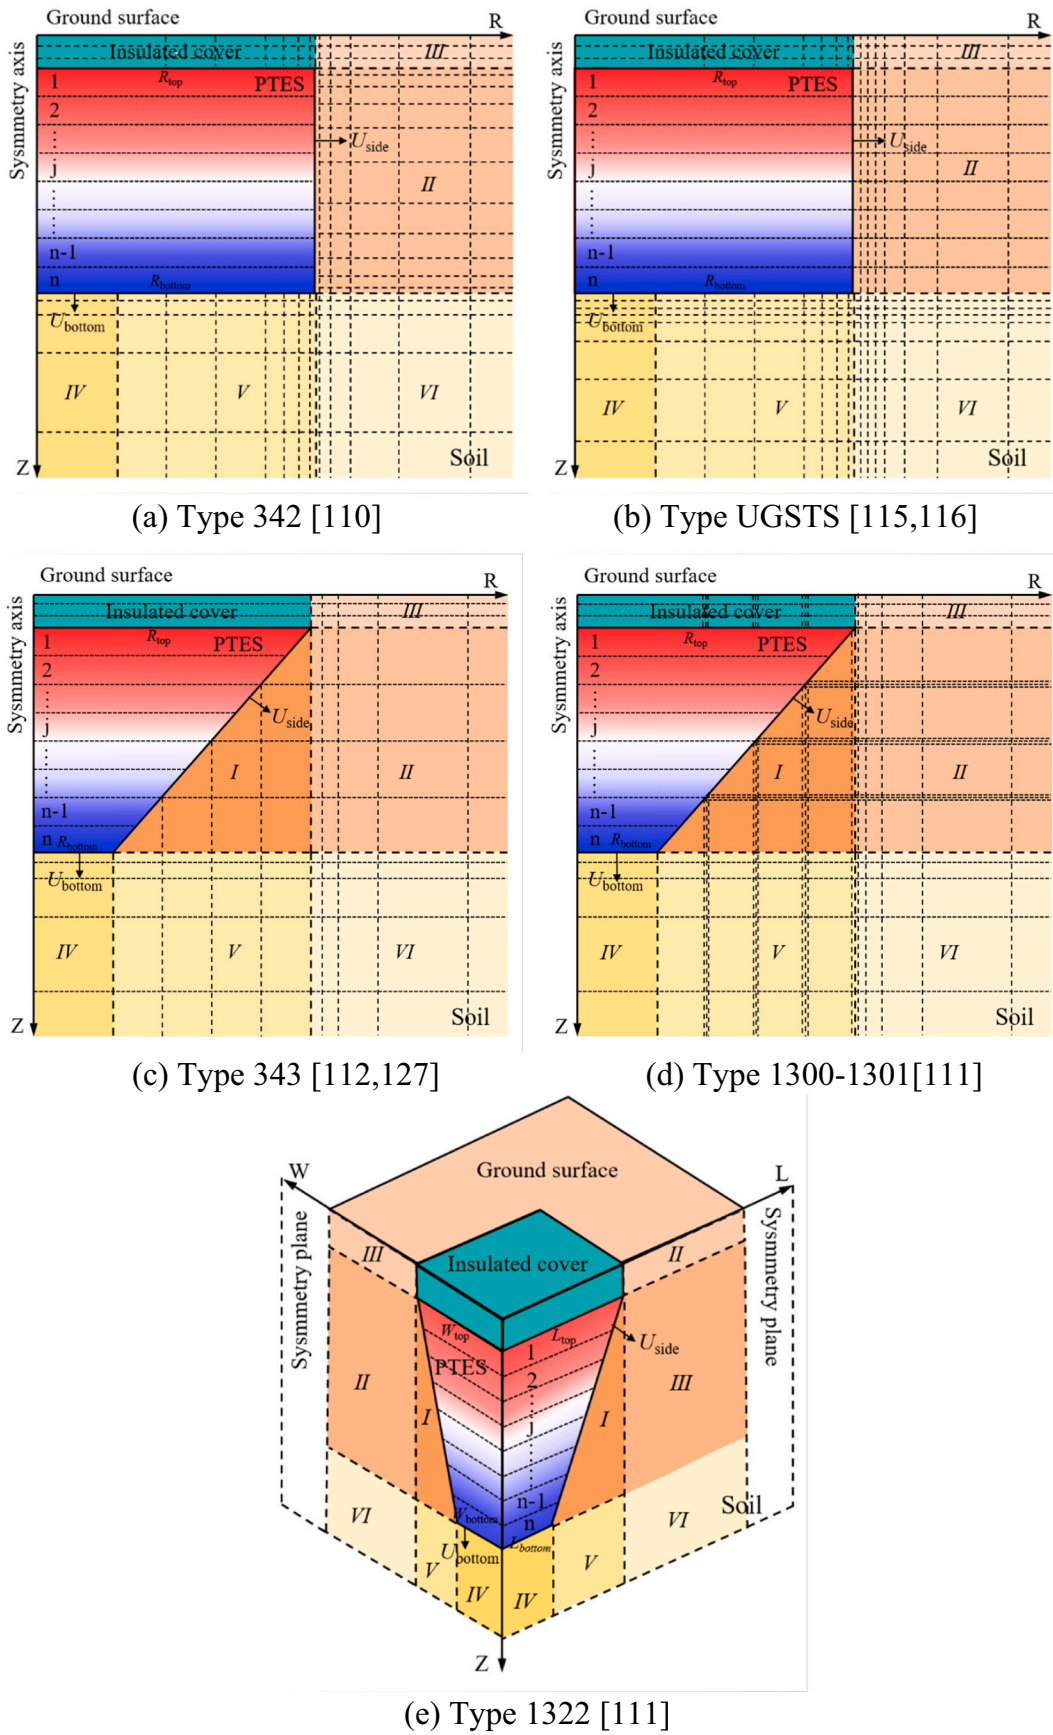 Ground surface
R
Sysmmetry axis
Insulated cover
III
1
R_top
PTES
2
U_side
j
II
n-1
n
R_bottom
U_bottom
IV
V
VI
Soil
Z
(a) Type 342 [110]
Ground surface
R
Sysmmetry axis
Insulated cover
III
1
R_top
PTES
2
U_side
j
II
n-1
n
R_bottom
U_bottom
IV
V
VI
Soil
Z
(b) Type UGSTS [115,116]
Ground surface
R
Sysmmetry axis
Insulated cover
III
1
R_top
PTES
2
U_side
j
I
II
n-1
n R_bottom
U_bottom
IV
V
VI
Soil
Z
(c) Type 343 [112,127]
Ground surface
R
Sysmmetry axis
Insulated cover
III
1
R_top
PTES
2
U_side
j
I
II
n-1
n R_bottom
U_bottom
IV
V
VI
Soil
Z
(d) Type 1300-1301[111]
W
L
Ground surface
Sysmmetry plane
Sysmmetry plane
III
II
Insulated cover
W_top
L_top
1
U_side
PTES
2
II
III
I
I
j
n-1
n
W_bottom
L_bottom
U_bottom
Soil
VI
VI
V
V
IV
IV
Z
(e) Type 1322 [111]